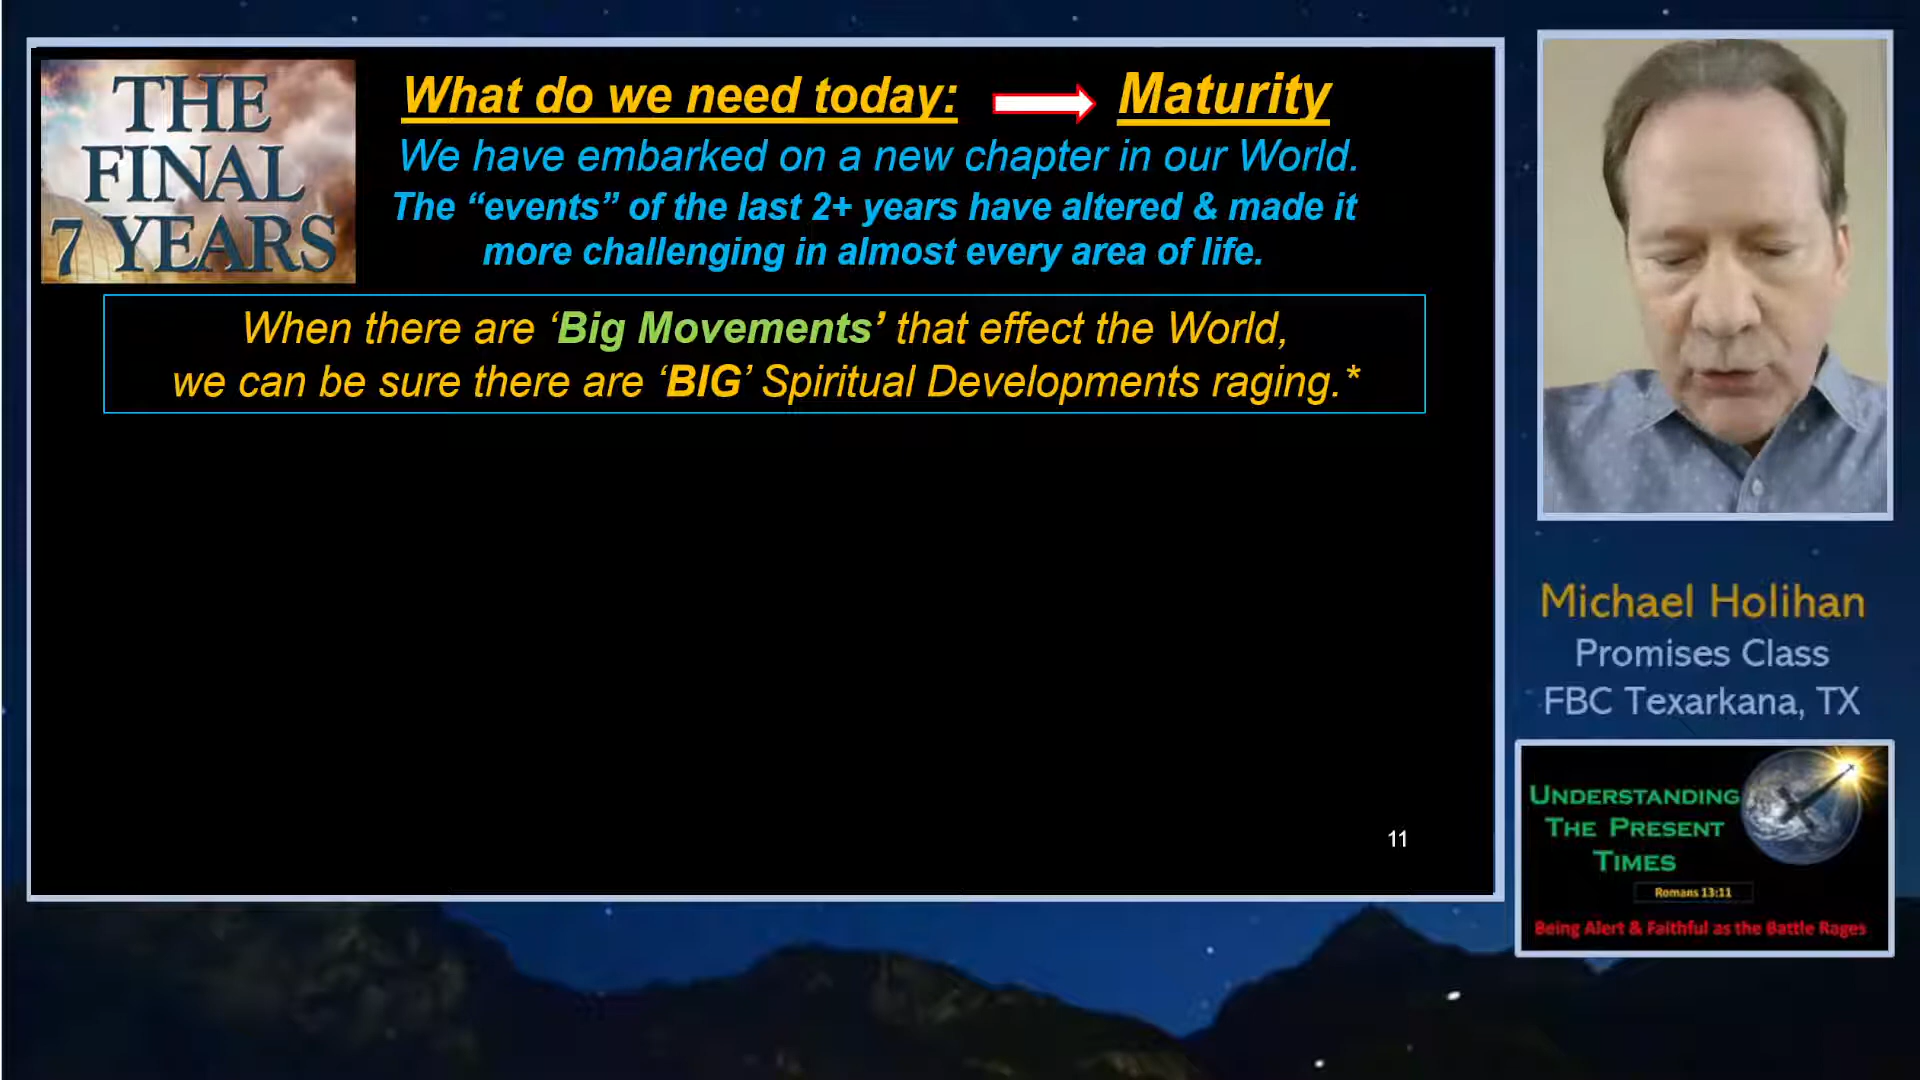 THE
FINAL
7 YEARS
What do we need today:
Maturity
We have embarked on a new chapter in our World.
The “events” of the last 2+ years have altered & made it
more challenging in almost every area of life.
When there are ‘Big Movements’ that effect the World,
we can be sure there are ‘BIG’ Spiritual Developments raging.*
11
Michael Holihan
Promises Class
FBC Texarkana, TX
UNDERSTANDING
THE PRESENT
TIMES
Romans 13:11
Being Alert & Faithful as the Battle Rages